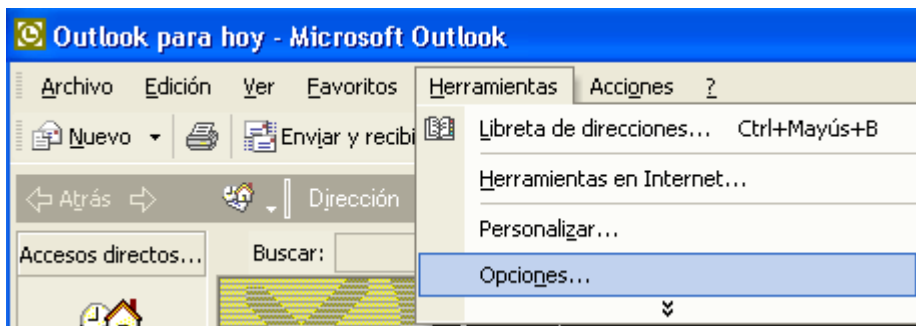 Outlook para hoy - Microsoft Outlook
Archivo Edición Ver Favoritos Herramientas Acciones ?
Nuevo Enviar y recibi
Libreta de direcciones... Ctrl+Mayús+B
Herramientas en Internet...
Atrás Dirección
Personalizar...
Accesos directos... Buscar:
Opciones...